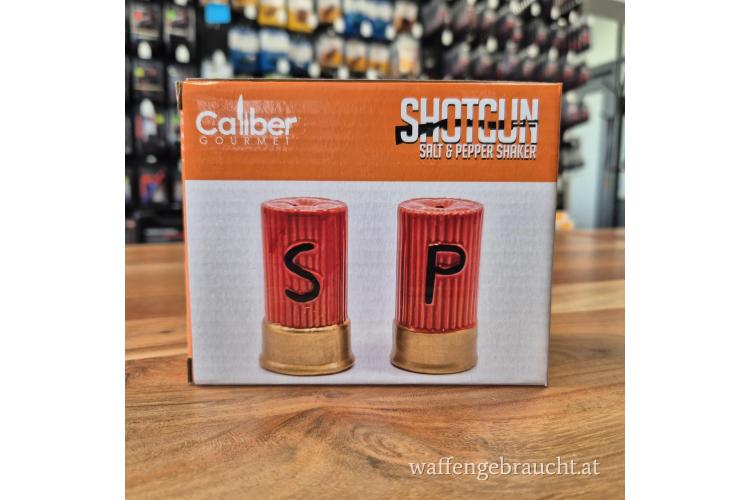 Caliber
GOURMET
SHOTGUN
SALT & PEPPER SHAKER
S P
waffengebraucht.at